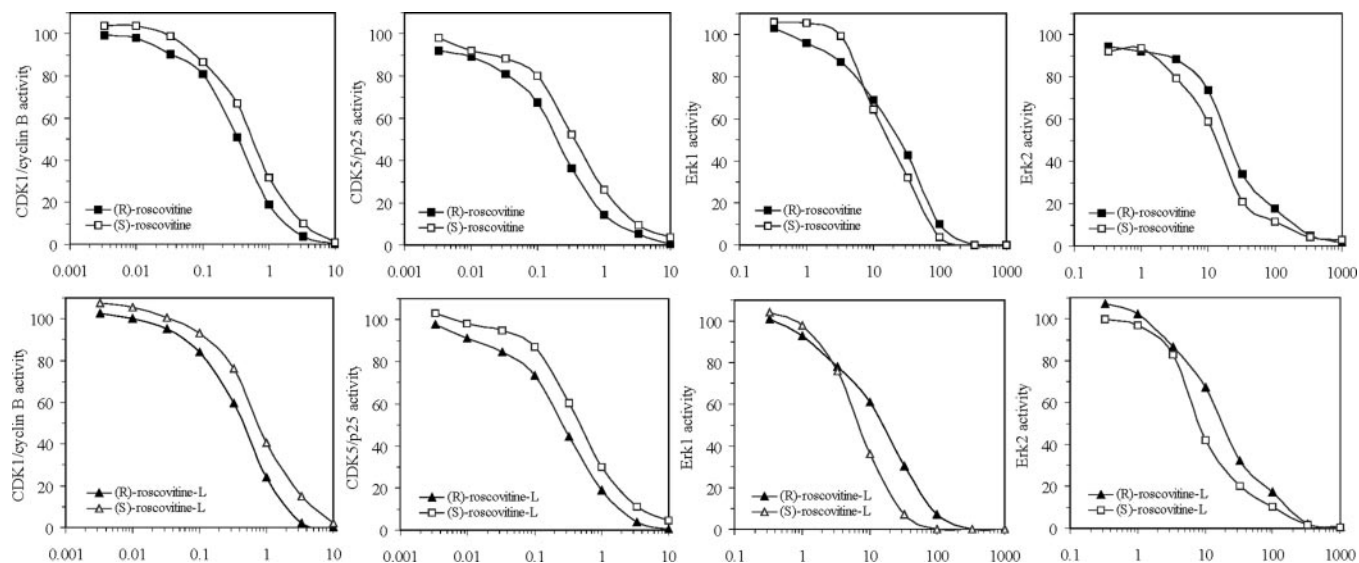 CDK1/cyclin B activity
100
80
60
40
20
0
(R)-roscovitine
(S)-roscovitine
0.001 0.01 0.1 1 10
CDK5/p25 activity
100
80
60
40
20
0
(R)-roscovitine
(S)-roscovitine
0.001 0.01 0.1 1 10
Erk1 activity
100
80
60
40
20
0
(R)-roscovitine
(S)-roscovitine
0.1 1 10 100 1000
Erk2 activity
100
80
60
40
20
0
(R)-roscovitine
(S)-roscovitine
0.1 1 10 100 1000
CDK1/cyclin B activity
100
80
60
40
20
0
(R)-roscovitine-L
(S)-roscovitine-L
0.001 0.01 0.1 1 10
CDK5/p25 activity
100
80
60
40
20
0
(R)-roscovitine-L
(S)-roscovitine-L
0.001 0.01 0.1 1 10
Erk1 activity
100
80
60
40
20
0
(R)-roscovitine-L
(S)-roscovitine-L
0.1 1 10 100 1000
Erk2 activity
100
80
60
40
20
0
(R)-roscovitine-L
(S)-roscovitine-L
0.1 1 10 100 1000